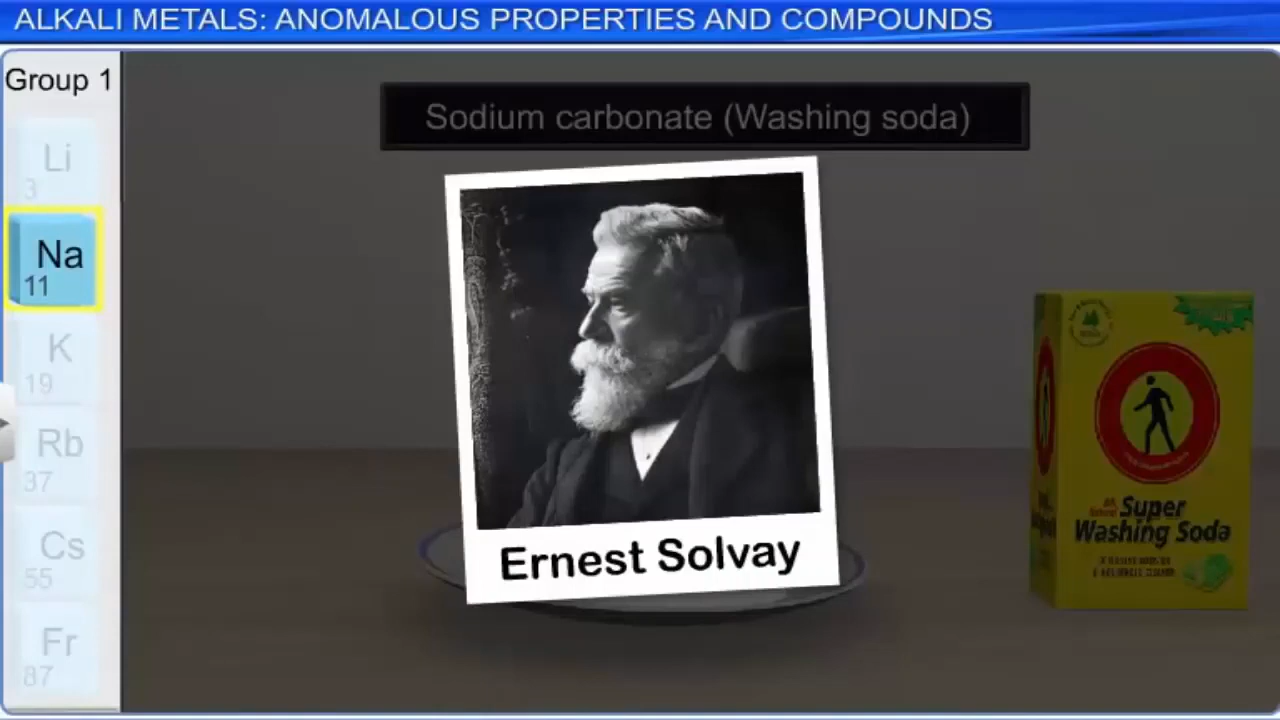 ALKALI METALS: ANOMALOUS PROPERTIES AND COMPOUNDS
Group 1
Li
3
Na
11
K
19
Rb
37
Cs
55
Fr
87
Sodium carbonate (Washing soda)
Ernest Solvay
Super
Washing Soda